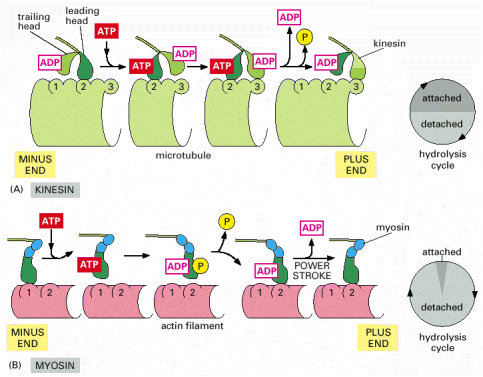 trailing
head
leading
head
ATP
ADP
ADP
ATP
ATP
ADP
ADP
P
ADP
kinesin
1 2 3
2 3
2 3
1 2 3
microtubule
MINUS
END
PLUS
END
attached
detached
hydrolysis
cycle
(A) KINESIN
ATP
ATP
ADP P
P
ADP
ADP
POWER
STROKE
myosin
1 2
1 2
1 2
1 2
1 2
actin filament
MINUS
END
PLUS
END
attached
detached
hydrolysis
cycle
(B) MYOSIN